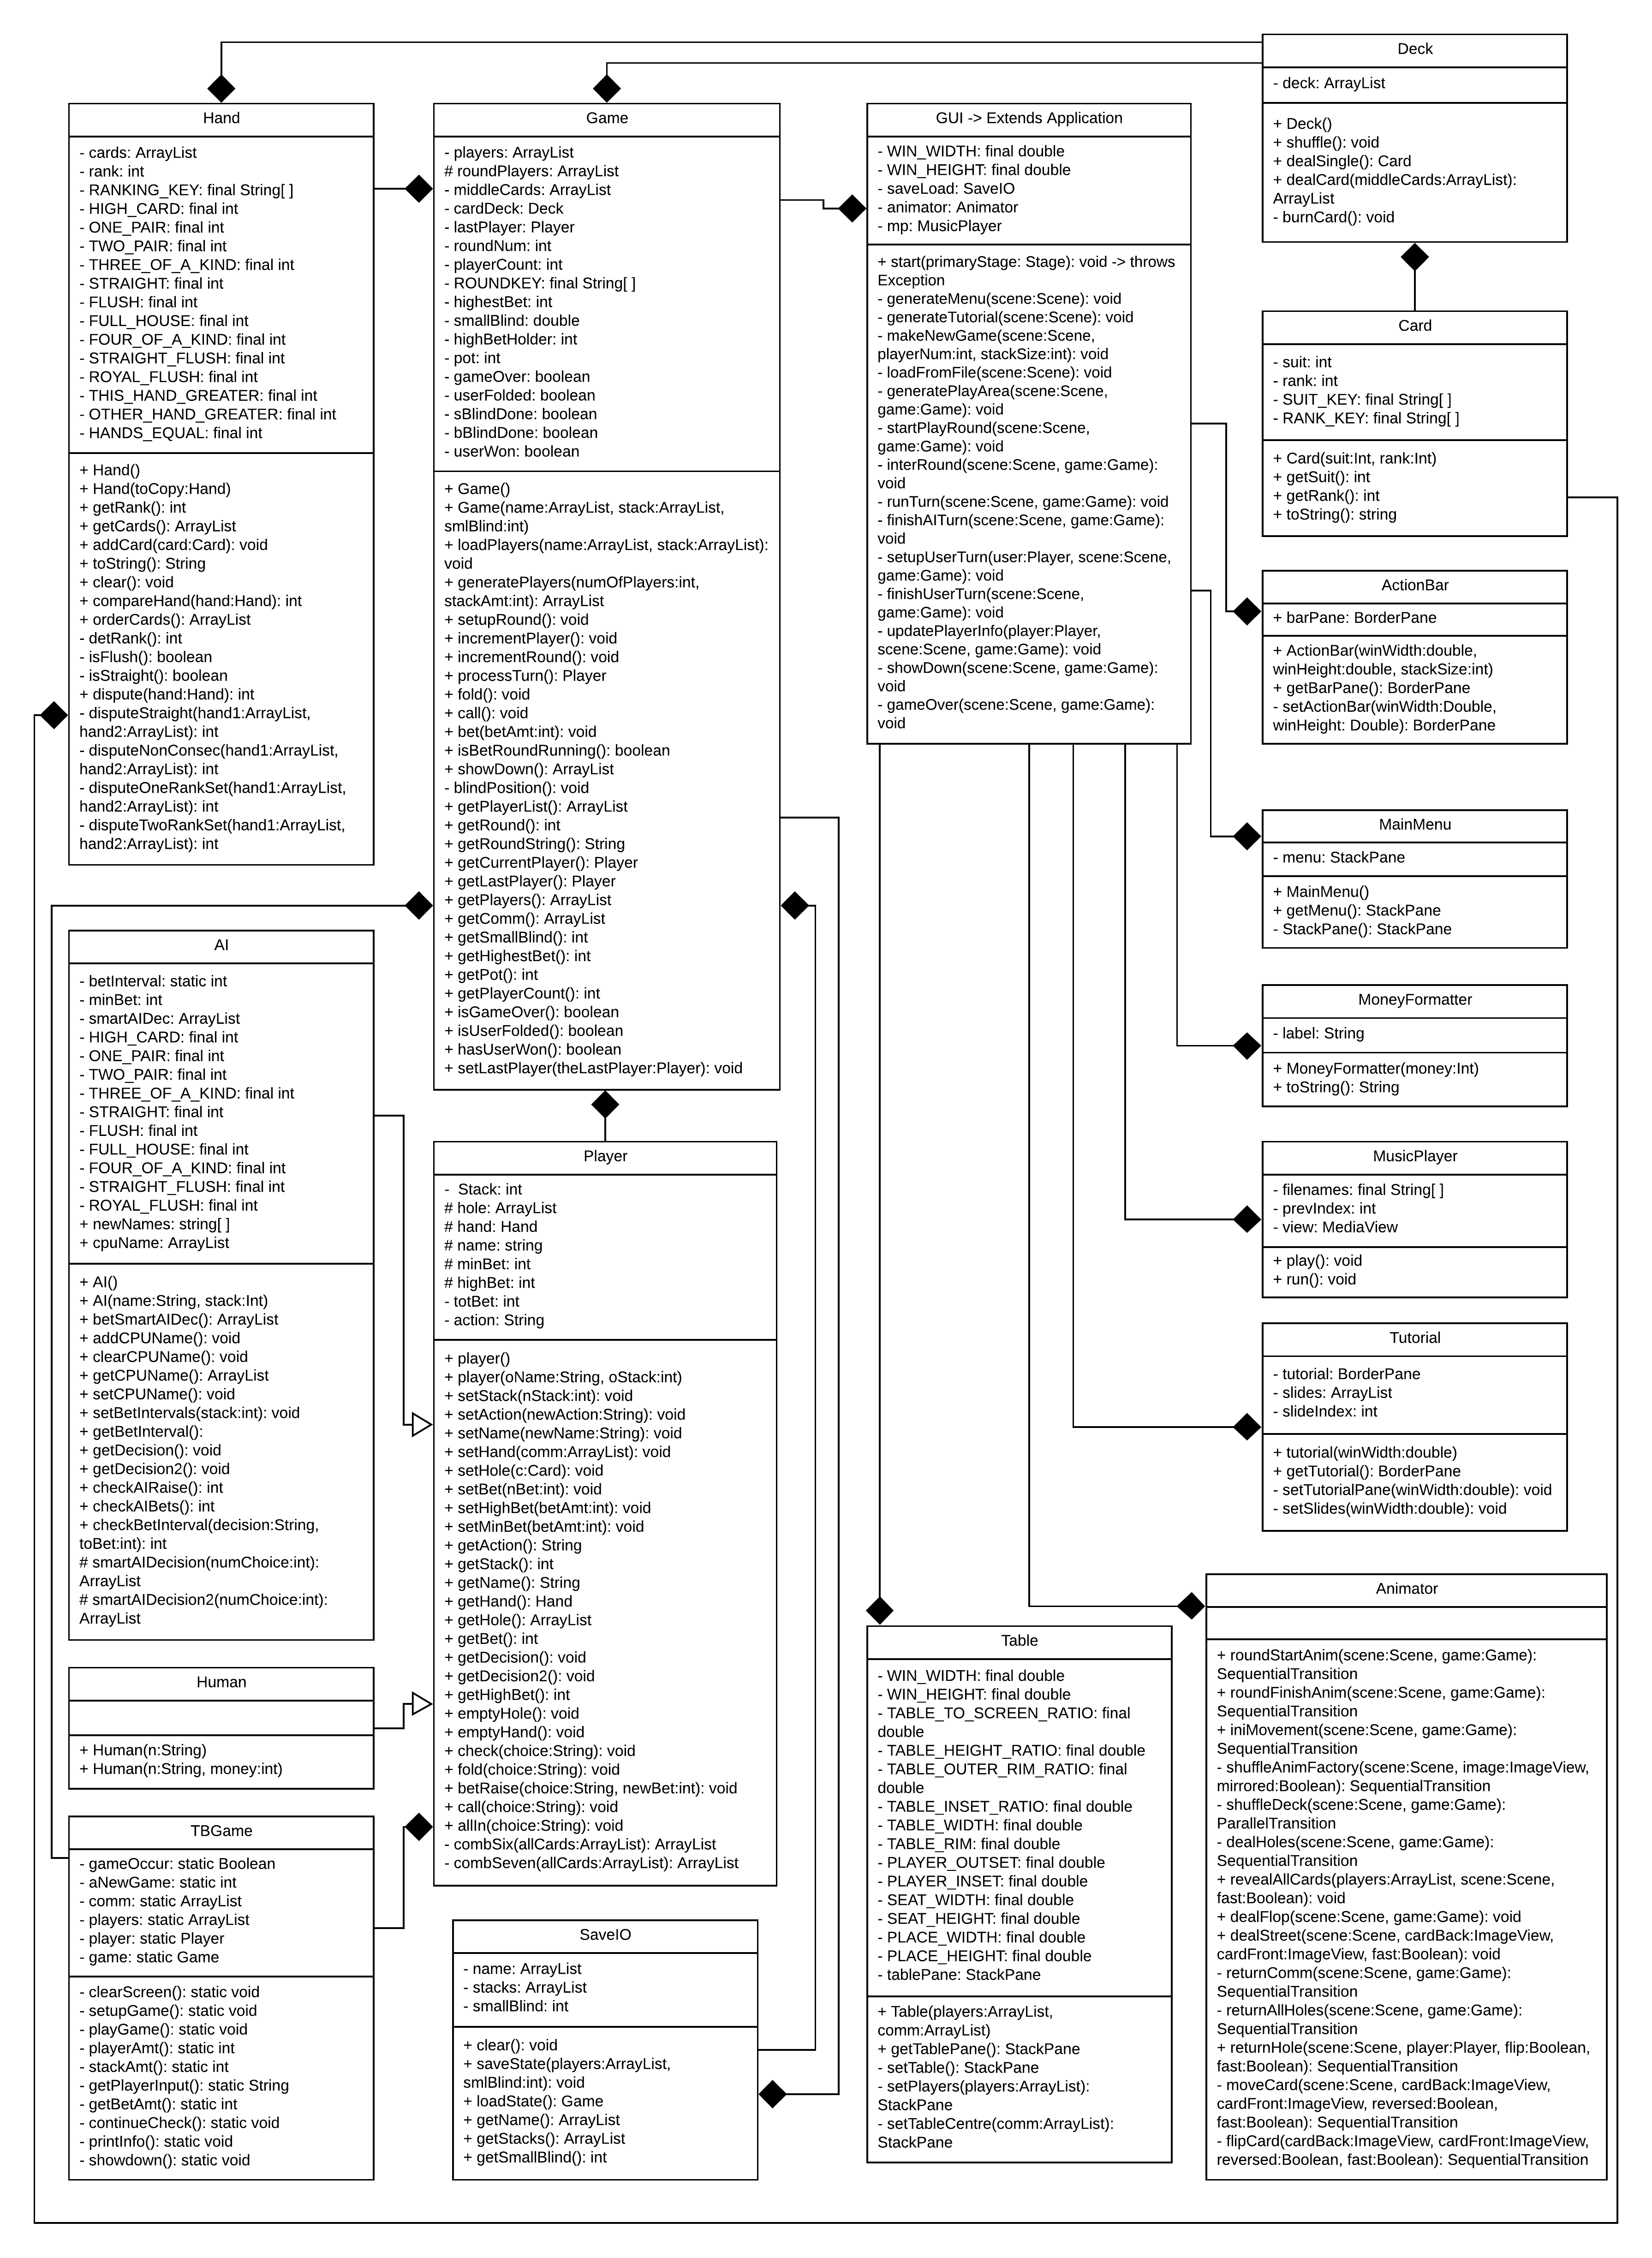 Deck
- deck: ArrayList
+ Deck()
+ shuffle(): void
+ dealSingle(): Card
+ dealCard(middleCards:ArrayList):
ArrayList
- burnCard(): void
Hand
- cards: ArrayList
- rank: int
- RANKING_KEY: final String[ ]
- HIGH_CARD: final int
- ONE_PAIR: final int
- TWO_PAIR: final int
- THREE_OF_A_KIND: final int
- STRAIGHT: final int
- FLUSH: final int
- FULL_HOUSE: final int
- FOUR_OF_A_KIND: final int
- STRAIGHT_FLUSH: final int
- ROYAL_FLUSH: final int
- THIS_HAND_GREATER: final int
- OTHER_HAND_GREATER: final int
- HANDS_EQUAL: final int
+ Hand()
+ Hand(toCopy:Hand)
+ getRank(): int
+ getCards(): ArrayList
+ addCard(card:Card): void
+ toString(): String
+ clear(): void
+ compareHand(hand:Hand): int
+ orderCards(): ArrayList
- detRank(): int
- isFlush(): boolean
- isStraight(): boolean
+ dispute(hand:Hand): int
- disputeStraight(hand1:ArrayList,
hand2:ArrayList): int
- disputeNonConsec(hand1:ArrayList,
hand2:ArrayList): int
- disputeOneRankSet(hand1:ArrayList,
hand2:ArrayList): int
- disputeTwoRankSet(hand1:ArrayList,
hand2:ArrayList): int
Game
- players: ArrayList
# roundPlayers: ArrayList
- middleCards: ArrayList
- cardDeck: Deck
- lastPlayer: Player
- roundNum: int
- playerCount: int
- ROUNDKEY: final String[ ]
- highestBet: int
- smallBlind: double
- highBetHolder: int
- pot: int
- gameOver: boolean
- userFolded: boolean
- sBlindDone: boolean
- bBlindDone: boolean
- userWon: boolean
+ Game()
+ Game(name:ArrayList, stack:ArrayList,
smlBlind:int)
+ loadPlayers(name:ArrayList, stack:ArrayList):
void
+ generatePlayers(numOfPlayers:int,
stackAmt:int): ArrayList
+ setupRound(): void
+ incrementPlayer(): void
+ incrementRound(): void
+ processTurn(): Player
+ fold(): void
+ call(): void
+ bet(betAmt:int): void
+ isBetRoundRunning(): boolean
+ showDown(): ArrayList
- blindPosition(): void
+ getPlayerList(): ArrayList
+ getRound(): int
+ getRoundString(): String
+ getCurrentPlayer(): Player
+ getLastPlayer(): Player
+ getPlayers(): ArrayList
+ getComm(): ArrayList
+ getSmallBlind(): int
+ getHighestBet(): int
+ getPot(): int
+ getPlayerCount(): int
+ isGameOver(): boolean
+ isUserFolded(): boolean
+ hasUserWon(): boolean
+ setLastPlayer(theLastPlayer:Player): void
GUI -> Extends Application
- WIN_WIDTH: final double
- WIN_HEIGHT: final double
- saveLoad: SaveIO
- animator: Animator
- mp: MusicPlayer
+ start(primaryStage: Stage): void -> throws
Exception
- generateMenu(scene:Scene): void
- generateTutorial(scene:Scene): void
- makeNewGame(scene:Scene,
playerNum:int, stackSize:int): void
- loadFromFile(scene:Scene): void
- generatePlayArea(scene:Scene,
game:Game): void
- startPlayRound(scene:Scene,
game:Game): void
- interRound(scene:Scene, game:Game):
void
- runTurn(scene:Scene, game:Game): void
- finishAITurn(scene:Scene, game:Game):
void
- setupUserTurn(user:Player, scene:Scene,
game:Game): void
- finishUserTurn(scene:Scene,
game:Game): void
- updatePlayerInfo(player:Player,
scene:Scene, game:Game): void
- showDown(scene:Scene, game:Game):
void
- gameOver(scene:Scene, game:Game):
void
Card
- suit: int
- rank: int
- SUIT_KEY: final String[ ]
- RANK_KEY: final String[ ]
+ Card(suit:Int, rank:Int)
+ getSuit(): int
+ getRank(): int
+ toString(): string
ActionBar
+ barPane: BorderPane
+ ActionBar(winWidth:double,
winHeight:double, stackSize:int)
+ getBarPane(): BorderPane
- setActionBar(winWidth:Double,
winHeight: Double): BorderPane
MainMenu
- menu: StackPane
+ MainMenu()
+ getMenu(): StackPane
- StackPane(): StackPane
MoneyFormatter
- label: String
+ MoneyFormatter(money:Int)
+ toString(): String
MusicPlayer
- filenames: final String[ ]
- prevIndex: int
- view: MediaView
+ play(): void
+ run(): void
Tutorial
- tutorial: BorderPane
- slides: ArrayList
- slideIndex: int
+ tutorial(winWidth:double)
+ getTutorial(): BorderPane
- setTutorialPane(winWidth:double): void
- setSlides(winWidth:double): void
AI
- betInterval: static int
- minBet: int
- smartAIDec: ArrayList
- HIGH_CARD: final int
- ONE_PAIR: final int
- TWO_PAIR: final int
- THREE_OF_A_KIND: final int
- STRAIGHT: final int
- FLUSH: final int
- FULL_HOUSE: final int
- FOUR_OF_A_KIND: final int
- STRAIGHT_FLUSH: final int
- ROYAL_FLUSH: final int
+ newNames: string[ ]
+ cpuName: ArrayList
+ AI()
+ AI(name:String, stack:Int)
+ betSmartAIDec(): ArrayList
+ addCPUName(): void
+ clearCPUName(): void
+ getCPUName(): ArrayList
+ setCPUName(): void
+ setBetIntervals(stack:int): void
+ getBetInterval():
+ getDecision(): void
+ getDecision2(): void
+ checkAIRaise(): int
+ checkAIBets(): int
+ checkBetInterval(decision:String,
toBet:int): int
# smartAIDecision(numChoice:int):
ArrayList
# smartAIDecision2(numChoice:int):
ArrayList
Player
- Stack: int
# hole: ArrayList
# hand: Hand
# name: string
# minBet: int
# highBet: int
- totBet: int
- action: String
+ player()
+ player(oName:String, oStack:int)
+ setStack(nStack:int): void
+ setAction(newAction:String): void
+ setName(newName:String): void
+ setHand(comm:ArrayList): void
+ setHole(c:Card): void
+ setBet(nBet:int): void
+ setHighBet(betAmt:int): void
+ setMinBet(betAmt:int): void
+ getAction(): String
+ getStack(): int
+ getName(): String
+ getHand(): Hand
+ getHole(): ArrayList
+ getBet(): int
+ getDecision(): void
+ getDecision2(): void
+ getHighBet(): int
+ emptyHole(): void
+ emptyHand(): void
+ check(choice:String): void
+ fold(choice:String): void
+ betRaise(choice:String, newBet:int): void
+ call(choice:String): void
+ allIn(choice:String): void
- combSix(allCards:ArrayList): ArrayList
- combSeven(allCards:ArrayList): ArrayList
Human
+ Human(n:String)
+ Human(n:String, money:int)
TBGame
- gameOccur: static Boolean
- aNewGame: static int
- comm: static ArrayList
- players: static ArrayList
- player: static Player
- game: static Game
- clearScreen(): static void
- setupGame(): static void
- playGame(): static void
- playerAmt(): static int
- stackAmt(): static int
- getPlayerInput(): static String
- getBetAmt(): static int
- continueCheck(): static void
- printInfo(): static void
- showdown(): static void
SaveIO
- name: ArrayList
- stacks: ArrayList
- smallBlind: int
+ clear(): void
+ saveState(players:ArrayList,
smlBlind:int): void
+ loadState(): Game
+ getName(): ArrayList
+ getStacks(): ArrayList
+ getSmallBlind(): int
Table
- WIN_WIDTH: final double
- WIN_HEIGHT: final double
- TABLE_TO_SCREEN_RATIO: final
double
- TABLE_HEIGHT_RATIO: final double
- TABLE_OUTER_RIM_RATIO: final
double
- TABLE_INSET_RATIO: final double
- TABLE_WIDTH: final double
- TABLE_RIM: final double
- PLAYER_OUTSET: final double
- PLAYER_INSET: final double
- SEAT_WIDTH: final double
- SEAT_HEIGHT: final double
- PLACE_WIDTH: final double
- PLACE_HEIGHT: final double
- tablePane: StackPane
+ Table(players:ArrayList,
comm:ArrayList)
+ getTablePane(): StackPane
- setTable(): StackPane
- setPlayers(players:ArrayList):
StackPane
- setTableCentre(comm:ArrayList):
StackPane
Animator
+ roundStartAnim(scene:Scene, game:Game):
SequentialTransition
+ roundFinishAnim(scene:Scene, game:Game):
SequentialTransition
+ iniMovement(scene:Scene, game:Game):
SequentialTransition
- shuffleAnimFactory(scene:Scene, image:ImageView,
mirrored:Boolean): SequentialTransition
- shuffleDeck(scene:Scene, game:Game):
ParallelTransition
- dealHoles(scene:Scene, game:Game):
SequentialTransition
+ revealAllCards(players:ArrayList, scene:Scene,
fast:Boolean): void
+ dealFlop(scene:Scene, game:Game): void
+ dealStreet(scene:Scene, cardBack:ImageView,
cardFront:ImageView, fast:Boolean): void
- returnComm(scene:Scene, game:Game):
SequentialTransition
- returnAllHoles(scene:Scene, game:Game):
SequentialTransition
+ returnHole(scene:Scene, player:Player, flip:Boolean,
fast:Boolean): SequentialTransition
- moveCard(scene:Scene, cardBack:ImageView,
cardFront:ImageView, reversed:Boolean,
fast:Boolean): SequentialTransition
- flipCard(cardBack:ImageView, cardFront:ImageView,
reversed:Boolean, fast:Boolean): SequentialTransition